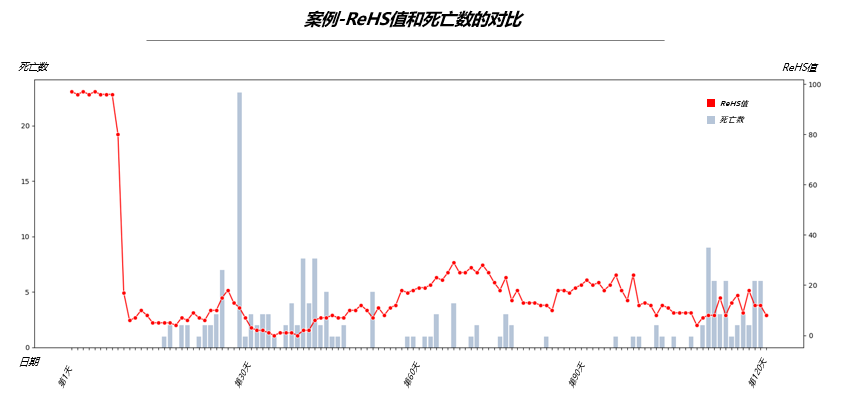 案例-ReHS值和死亡数的对比
死亡数
ReHS值
ReHS值
死亡数
20
15
10
5
0
100
80
60
40
20
0
日期
第1天
第30天
第60天
第90天
第120天